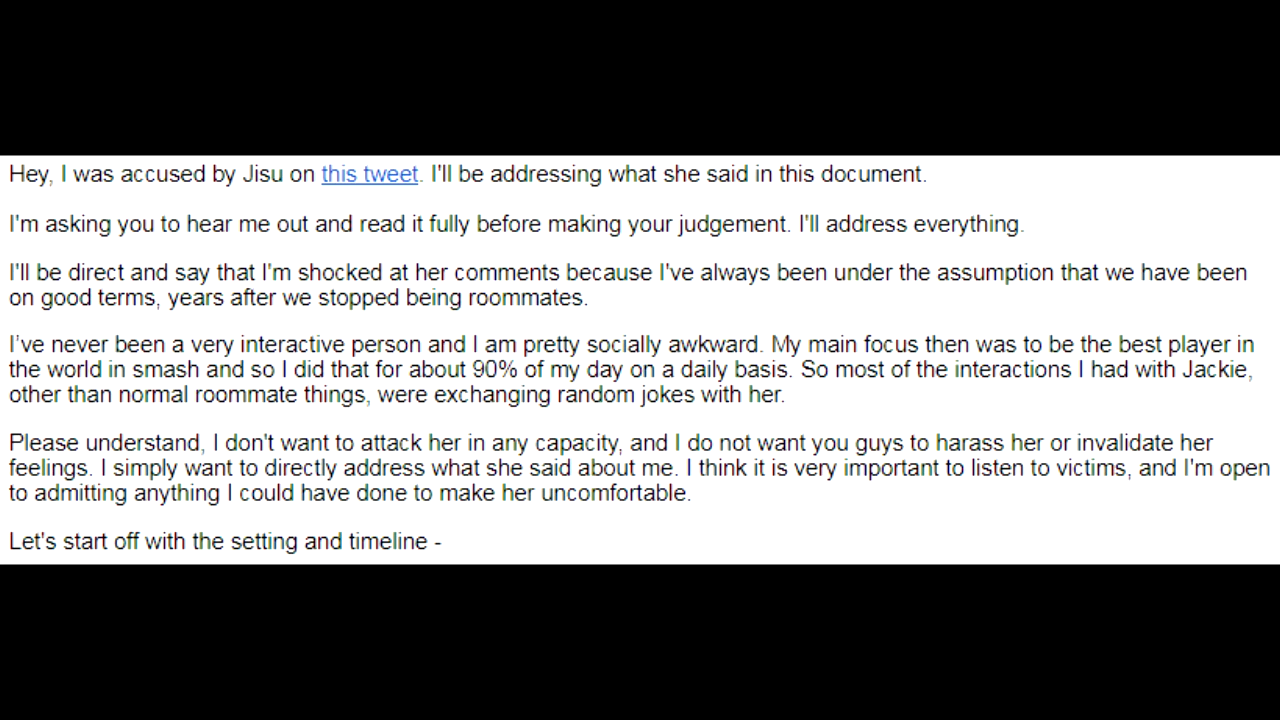 Hey, I was accused by Jisu on this tweet. I'll be addressing what she said in this document.
I'm asking you to hear me out and read it fully before making your judgement. I'll address everything.
I'll be direct and say that I'm shocked at her comments because I've always been under the assumption that we have been
on good terms, years after we stopped being roommates.
I’ve never been a very interactive person and I am pretty socially awkward. My main focus then was to be the best player in
the world in smash and so I did that for about 90% of my day on a daily basis. So most of the interactions I had with Jackie,
other than normal roommate things, were exchanging random jokes with her.
Please understand, I don't want to attack her in any capacity, and I do not want you guys to harass her or invalidate her
feelings. I simply want to directly address what she said about me. I think it is very important to listen to victims, and I'm open
to admitting anything I could have done to make her uncomfortable.
Let's start off with the setting and timeline -